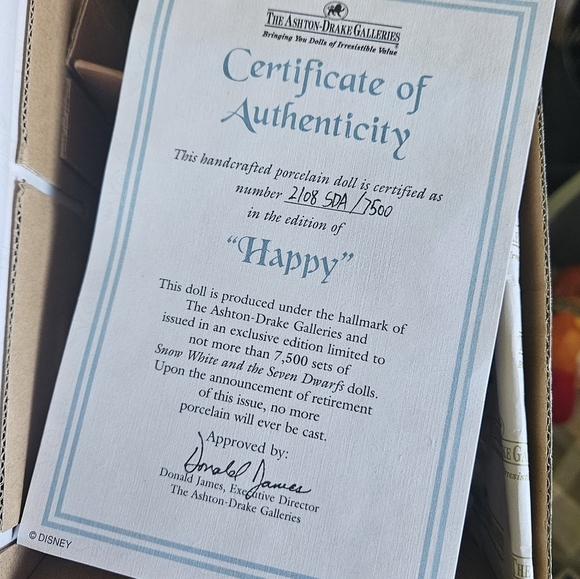 THE ASHTON-DRAKE GALLERIES
Bringing You Dolls of Irresistible Value
Certificate of
Authenticity
This handcrafted porcelain doll is certified as
number 2108 SDA/7500
in the edition of
“Happy”
This doll is produced under the hallmark of
The Ashton-Drake Galleries and
issued in an exclusive edition limited to
not more than 7,500 sets of
Snow White and the Seven Dwarfs dolls.
Upon the announcement of retirement
of this issue, no more
porcelain will ever be cast.
Approved by:
Donald James
Donald James, Executive Director
The Ashton-Drake Galleries
© DISNEY
THE